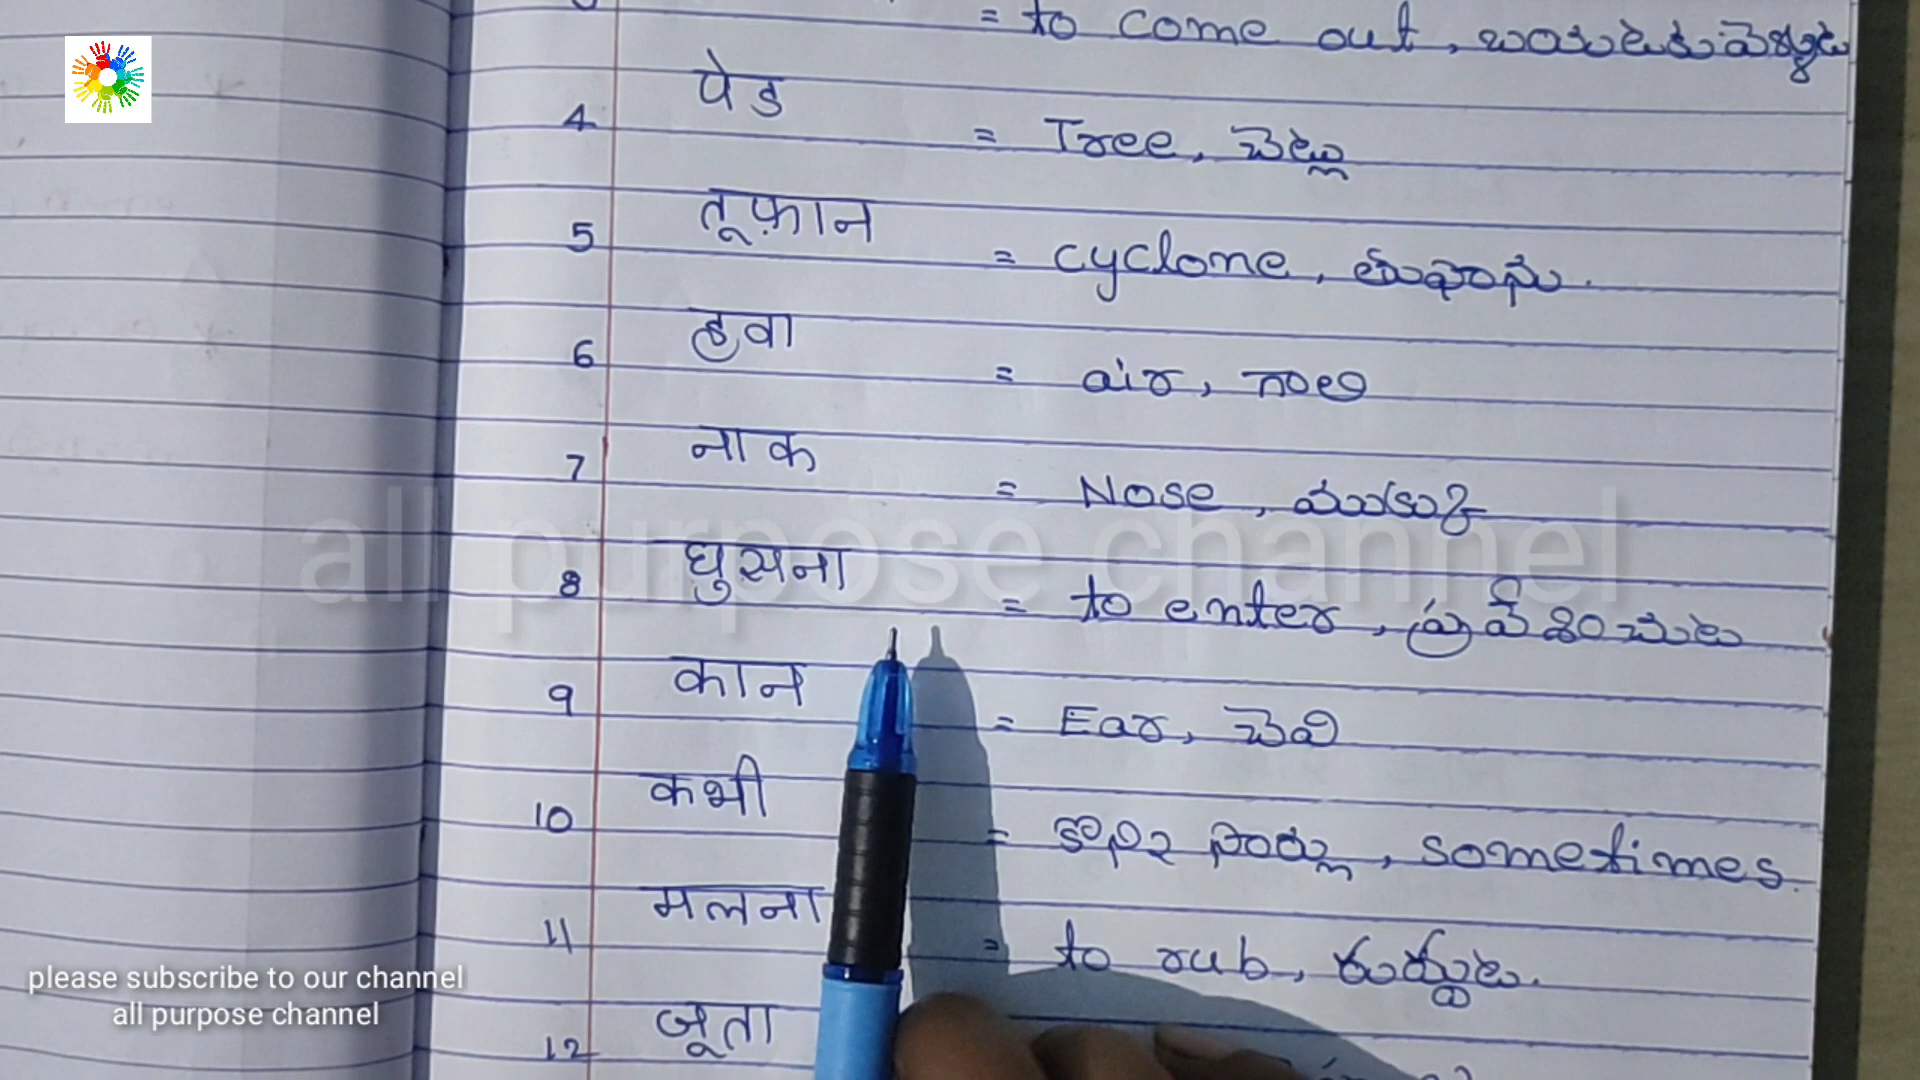 = to come out, బయటకు వెళ్ళుట
4 पेड = Tree, చెట్లు
5 तूफ़ान = cyclone, తుఫాను.
6 हवा = air, గాలి
7 नाक = Nose, ముక్కు
all purpose channel
8 घुसना = to enter, ప్రవేశించుట
9 कान = Ear, చెవి
10 कभी = కొన్ని సార్లు, sometimes.
11 मलना = to rub, రుద్దుట.
12 जूता
please subscribe to our channel
all purpose channel